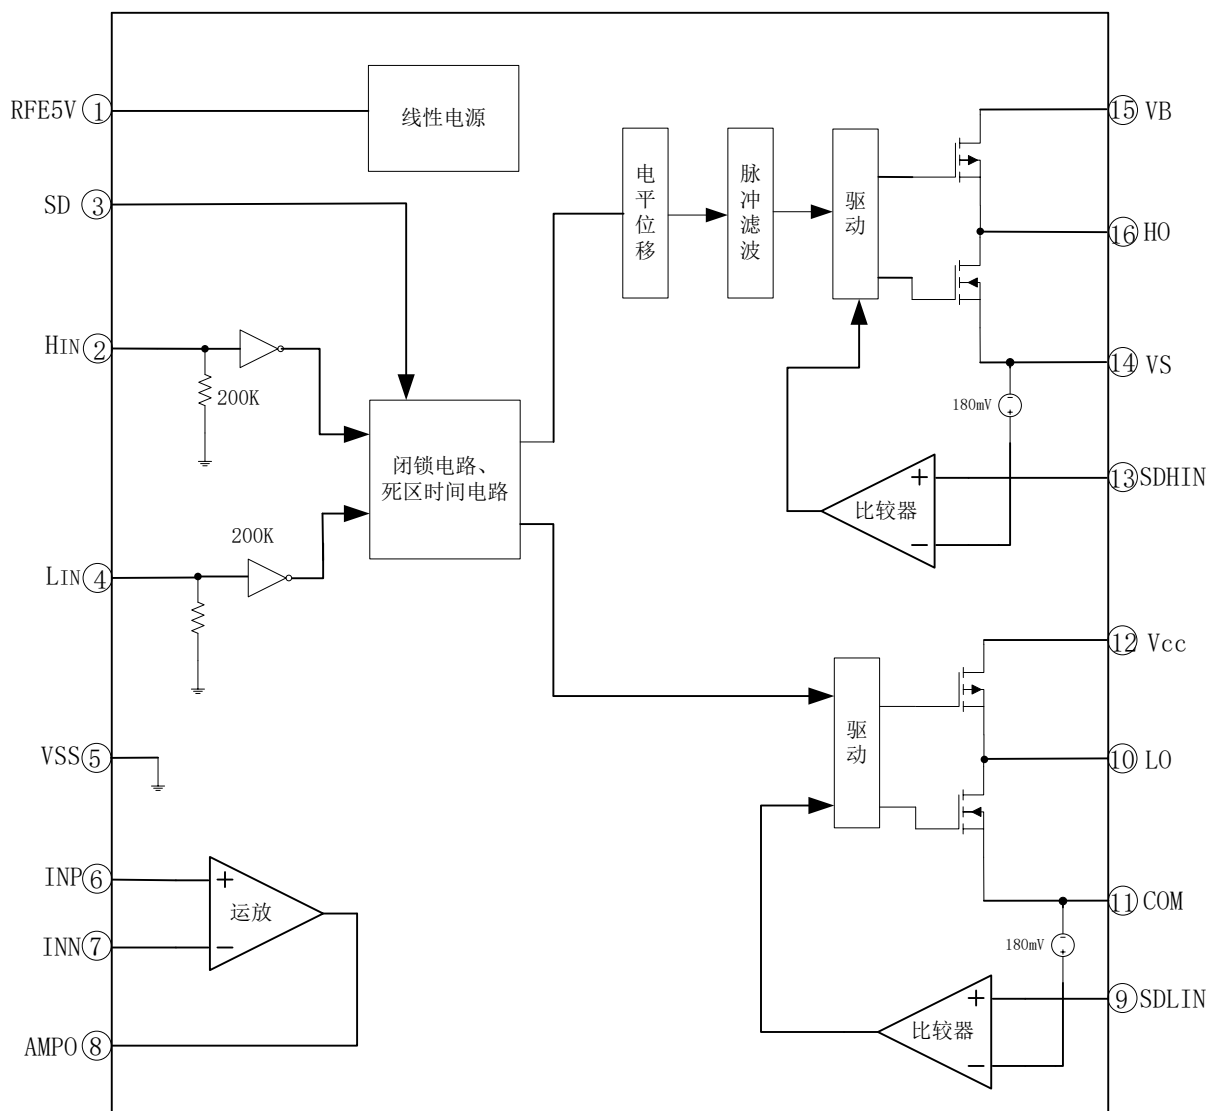 RFE5V ①
线性电源
⑮ VB
SD ③
电平位移
脉冲滤波
驱动
⑯ HO
HIN ②
200K
⑭ VS
180mV
闭锁电路、
死区时间电路
+
比较器
−
⑬ SDHIN
200K
LIN ④
⑫ Vcc
驱动
VSS ⑤
⑩ LO
INP ⑥
+
运放
−
INN ⑦
⑪ COM
180mV
⑨ SDLIN
+
比较器
−
AMPO ⑧